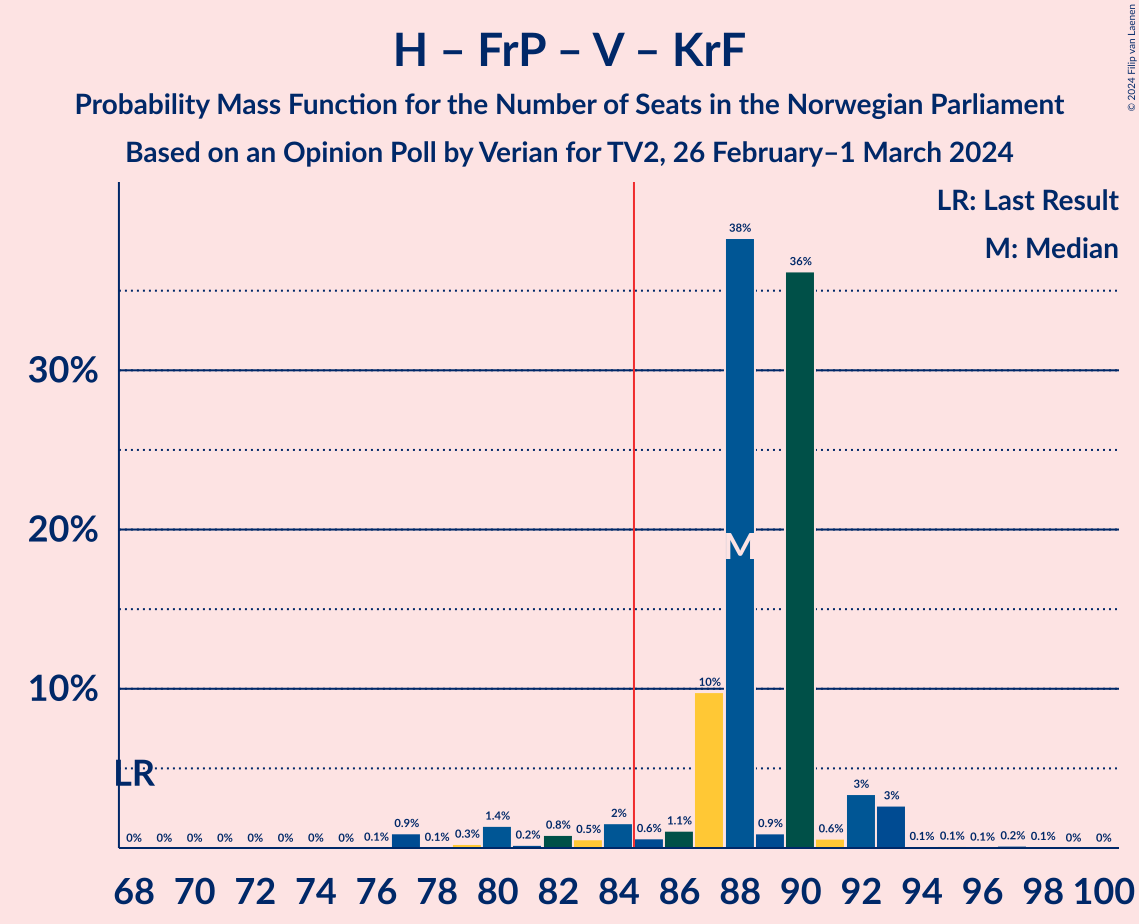 © 2024 Filip van Laenen
H – FrP – V – KrF
Probability Mass Function for the Number of Seats in the Norwegian Parliament
Based on an Opinion Poll by Verian for TV2, 26 February–1 March 2024
LR: Last Result
M: Median
38%
36%
30%
20%
M
10%
10%
LR
0% 0% 0% 0% 0% 0% 0% 0% 0.1% 0.9% 0.1% 0.3% 1.4% 0.2% 0.8% 0.5% 2% 0.6% 1.1% 0.9% 0.6% 3% 3% 0.1% 0.1% 0.1% 0.2% 0.1% 0% 0%
68 70 72 74 76 78 80 82 84 86 88 90 92 94 96 98 100